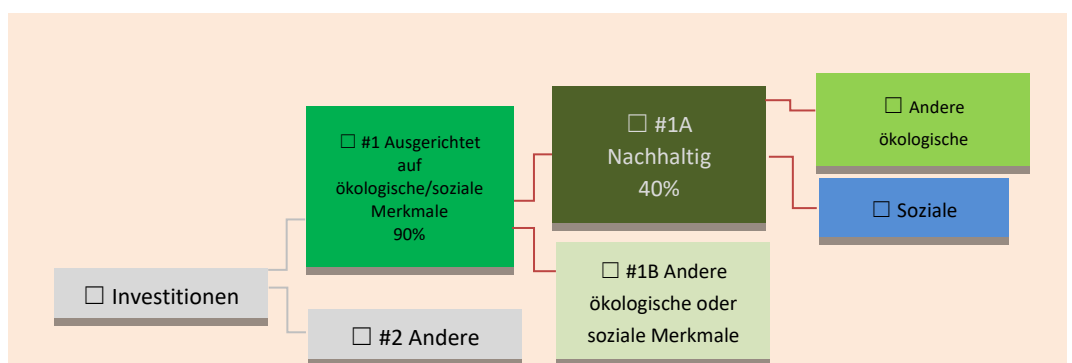 ☐ Investitionen
☐ #1 Ausgerichtet
auf
ökologische/soziale
Merkmale
90%
☐ #2 Andere
☐ #1A
Nachhaltig
40%
☐ #1B Andere
ökologische oder
soziale Merkmale
☐ Andere
ökologische
☐ Soziale